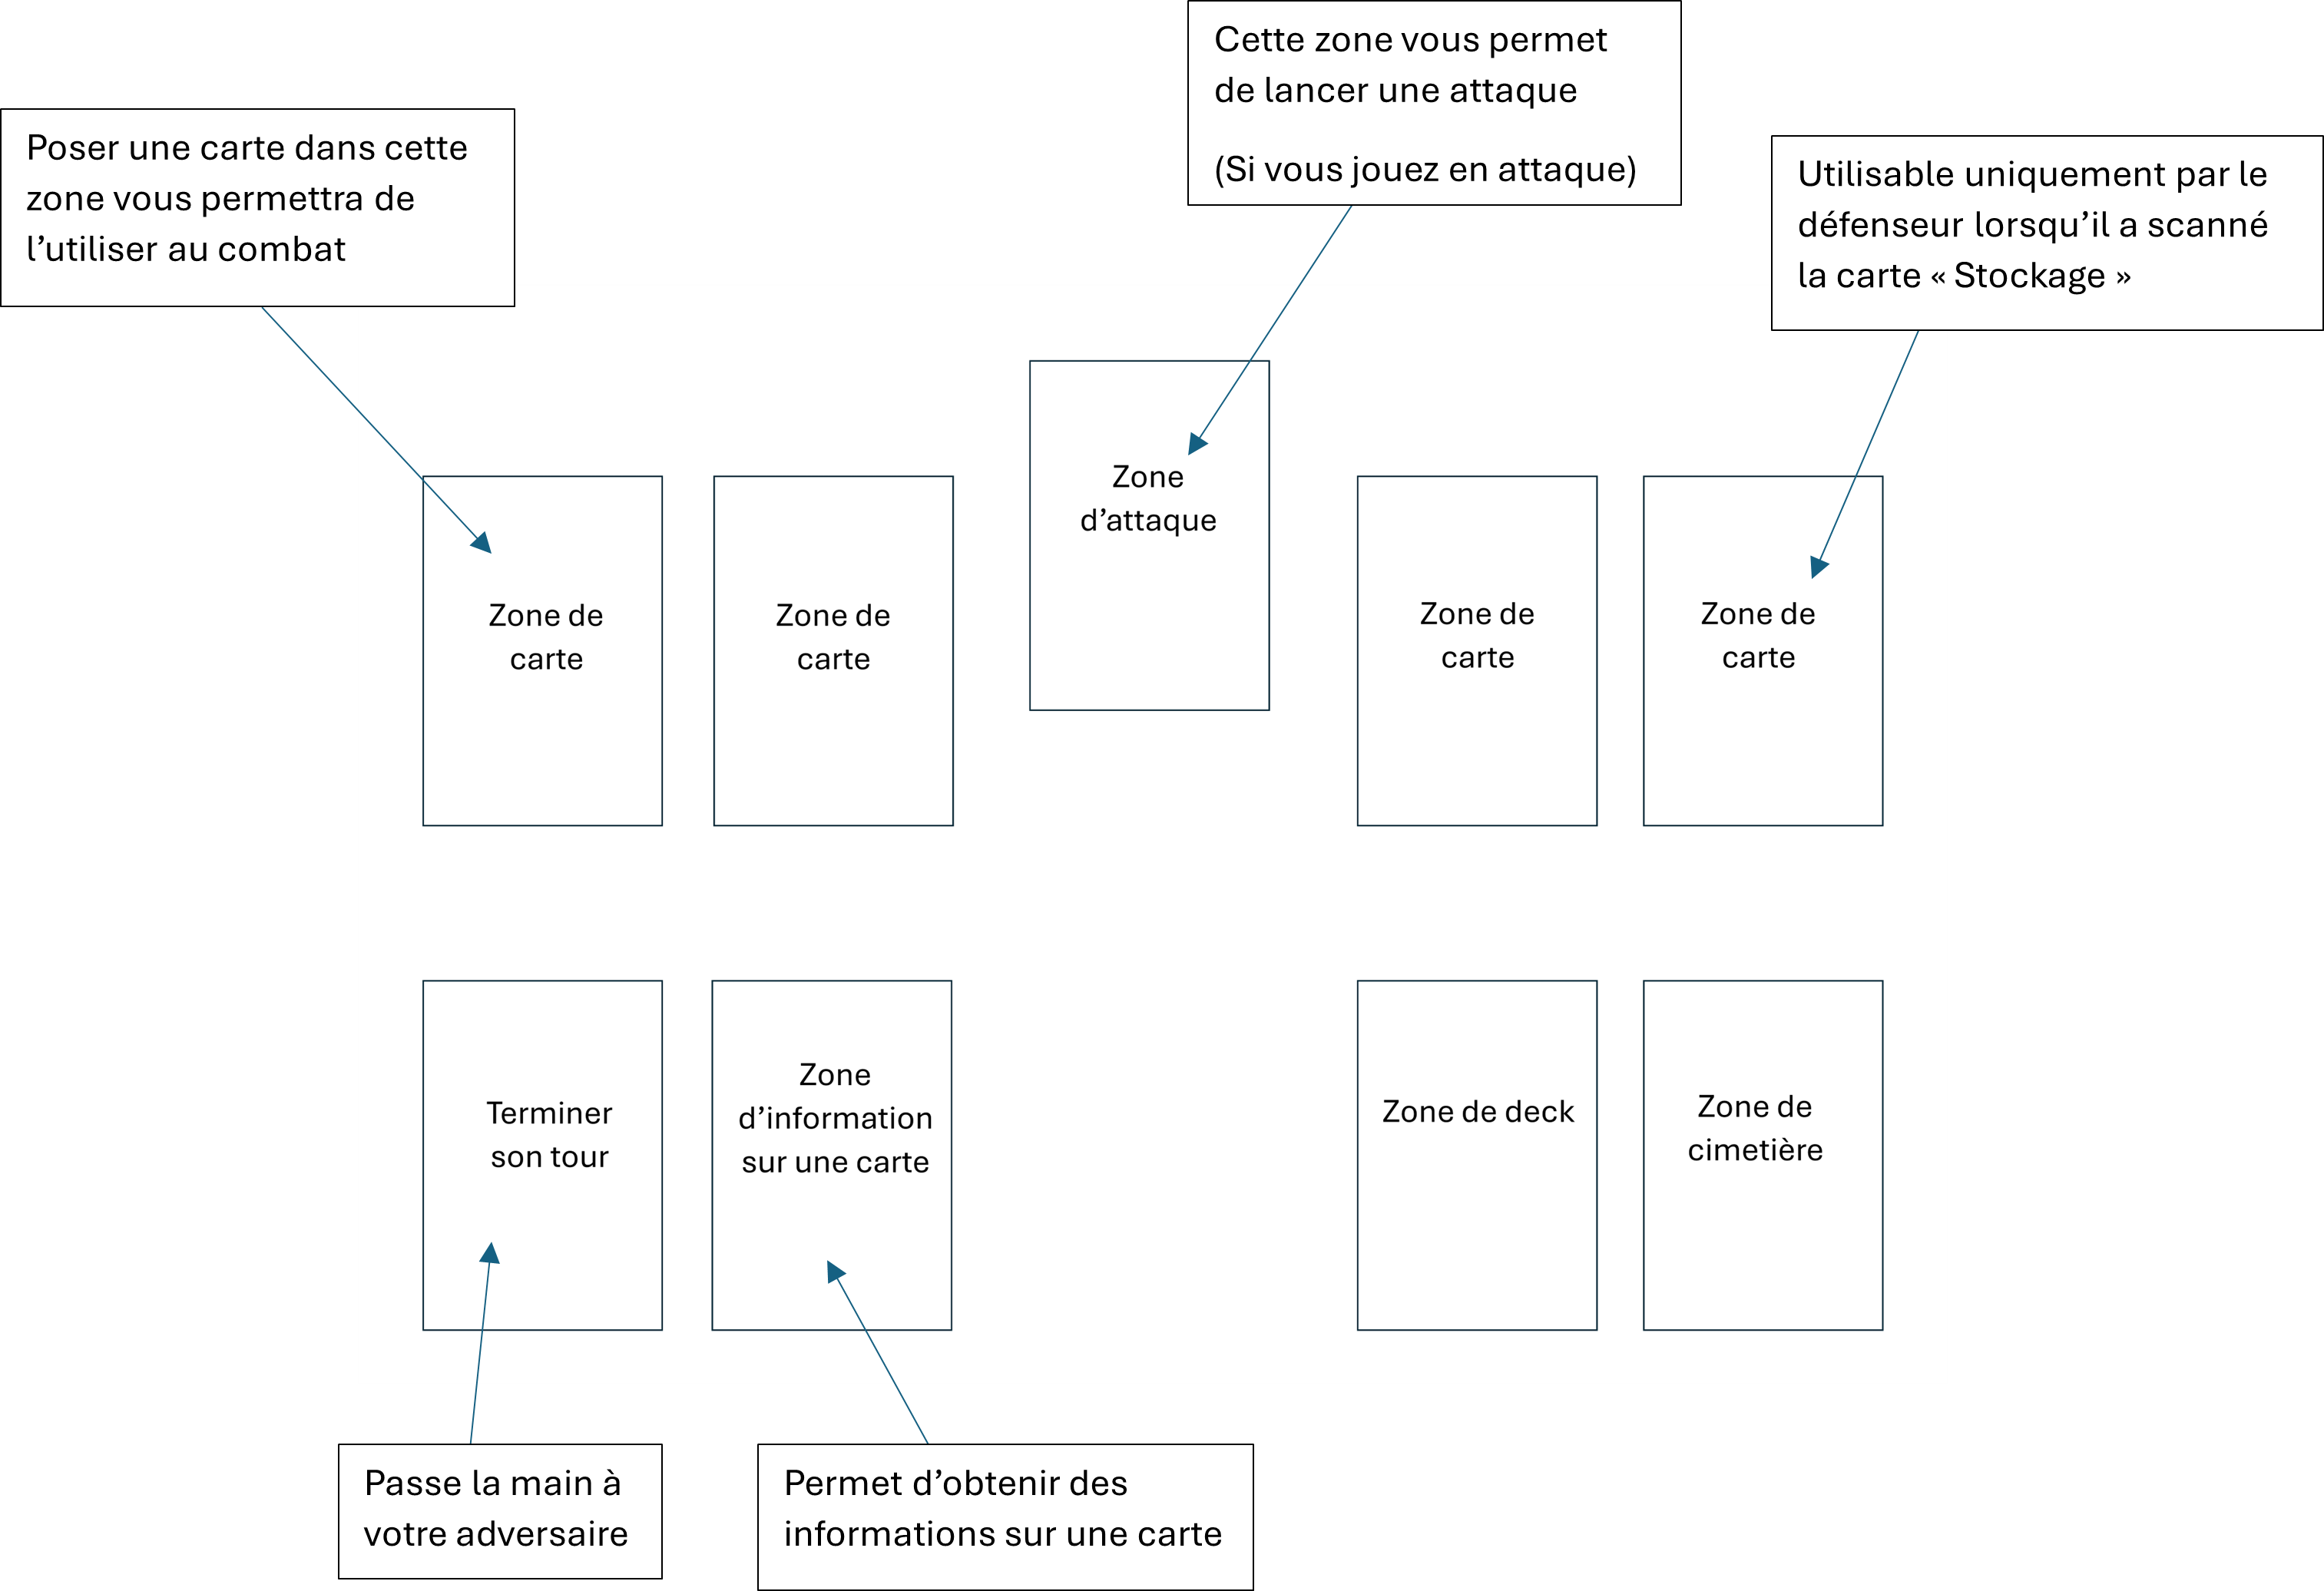 Cette zone vous permet
de lancer une attaque
(Si vous jouez en attaque)
Poser une carte dans cette
zone vous permettra de
l’utiliser au combat
Utilisable uniquement par le
défenseur lorsqu’il a scanné
la carte « Stockage »
Zone
d’attaque
Zone de
carte
Zone de
carte
Zone de
carte
Zone de
carte
Terminer
son tour
Zone
d’information
sur une carte
Zone de deck
Zone de
cimetière
Passe la main à
votre adversaire
Permet d’obtenir des
informations sur une carte